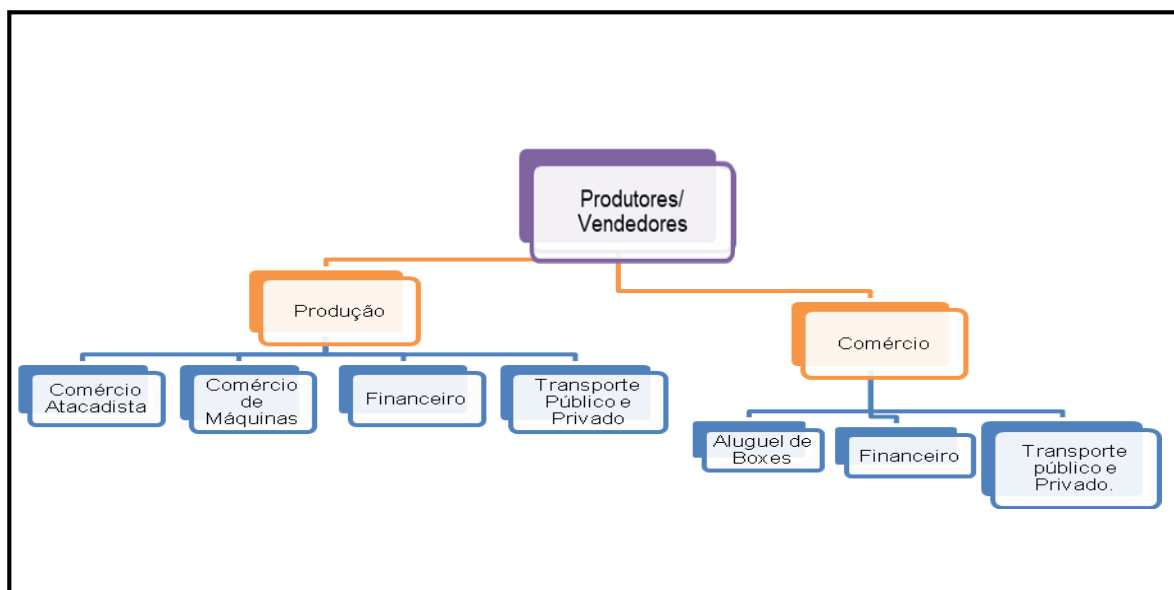 Produtores/
Vendedores
Produção
Comércio
Comércio
Atacadista
Comércio
de
Máquinas
Financeiro
Transporte
Público e
Privado
Aluguel de
Boxes
Financeiro
Transporte
público e
Privado.